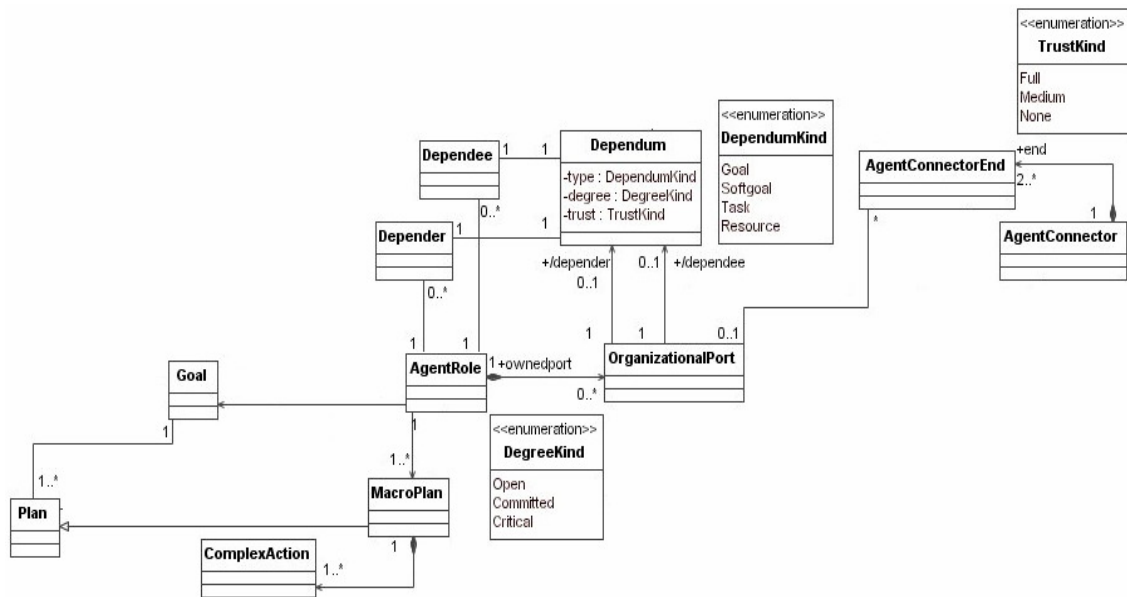 <<enumeration>>
TrustKind
Full
Medium
None
<<enumeration>>
DependumKind
Goal
Softgoal
Task
Resource
Dependee
1
1
0..*
Dependum
-type : DependumKind
-degree : DegreeKind
-trust : TrustKind
AgentConnectorEnd
+end
2..*
*
1
AgentConnector
Depender
1
1
0..*
+/depender
0..1
0..1
+/dependee
1
1
0..1
1
1
AgentRole
1
+ownedport
0..*
OrganizationalPort
Goal
1
1
<<enumeration>>
DegreeKind
Open
Committed
Critical
1..*
1..*
MacroPlan
Plan
1
ComplexAction
1..*